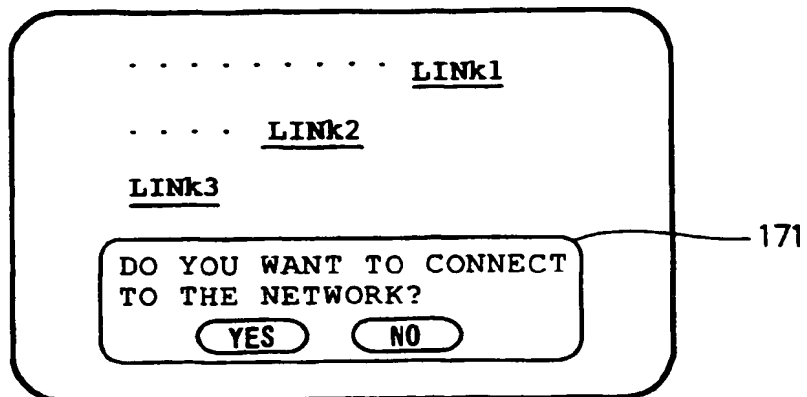 . . . . . . . . . . LINk1
. . . . LINk2
LINk3
DO YOU WANT TO CONNECT
TO THE NETWORK?
YES NO
171